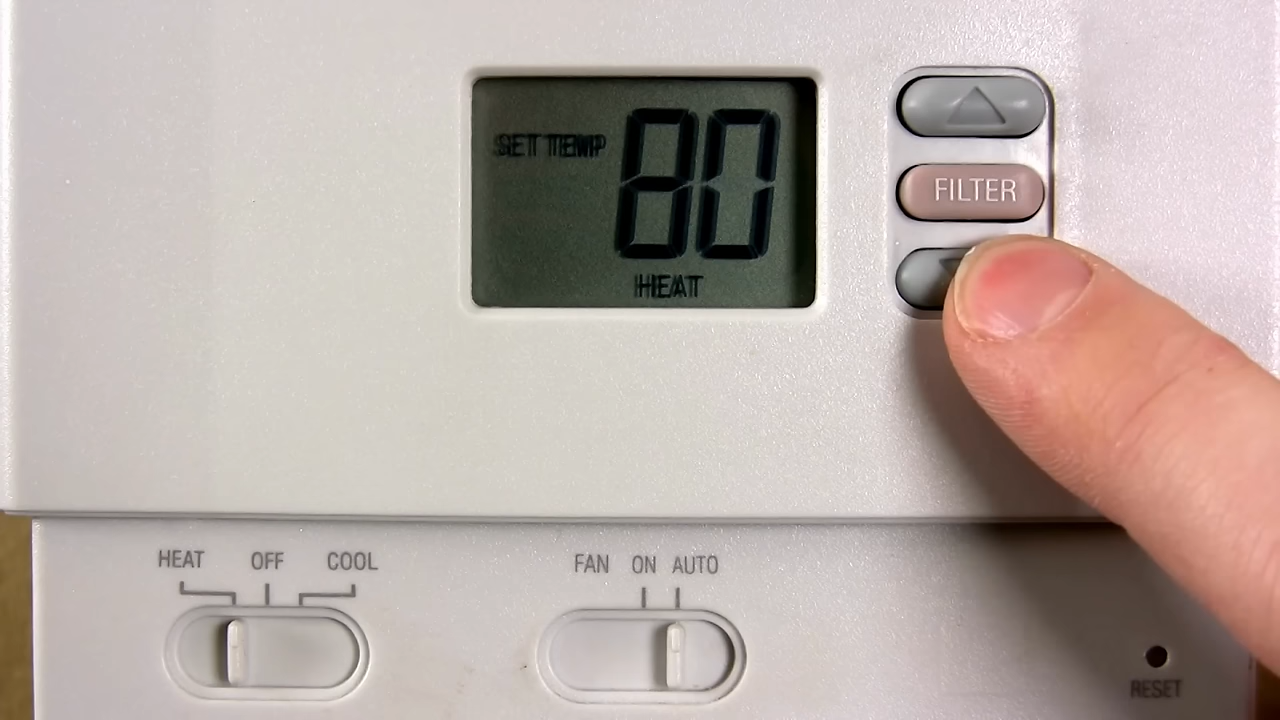 SET TEMP 80
HEAT
FILTER
HEAT OFF COOL
FAN ON AUTO
RESET